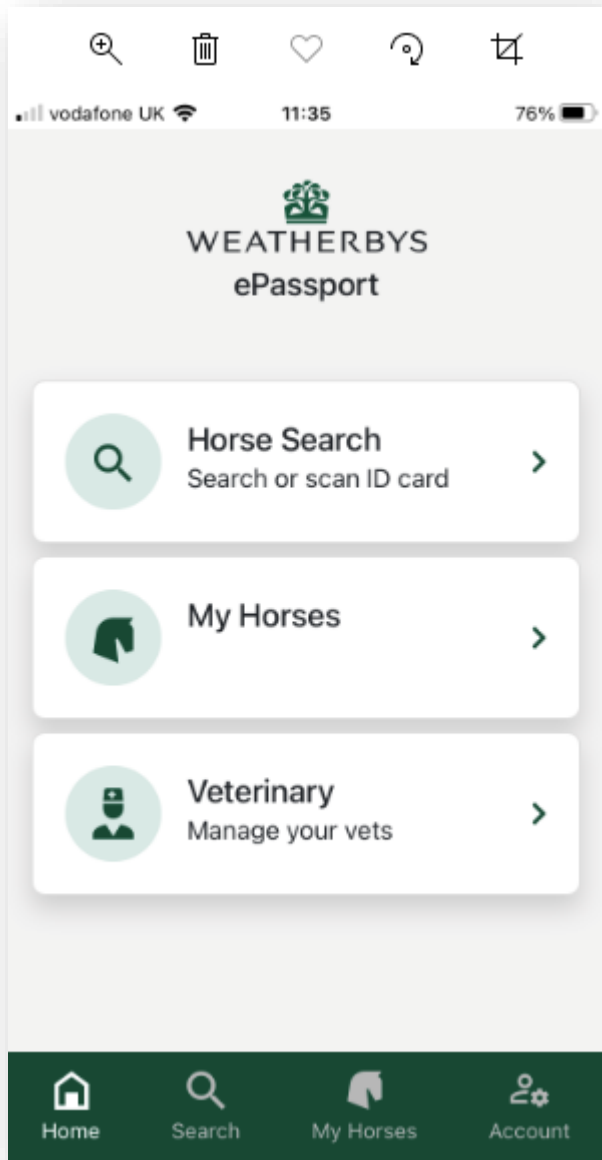 vodafone UK 11:35 76%
WEATHERBYS
ePassport
Horse Search
Search or scan ID card
My Horses
Veterinary
Manage your vets
Home Search My Horses Account